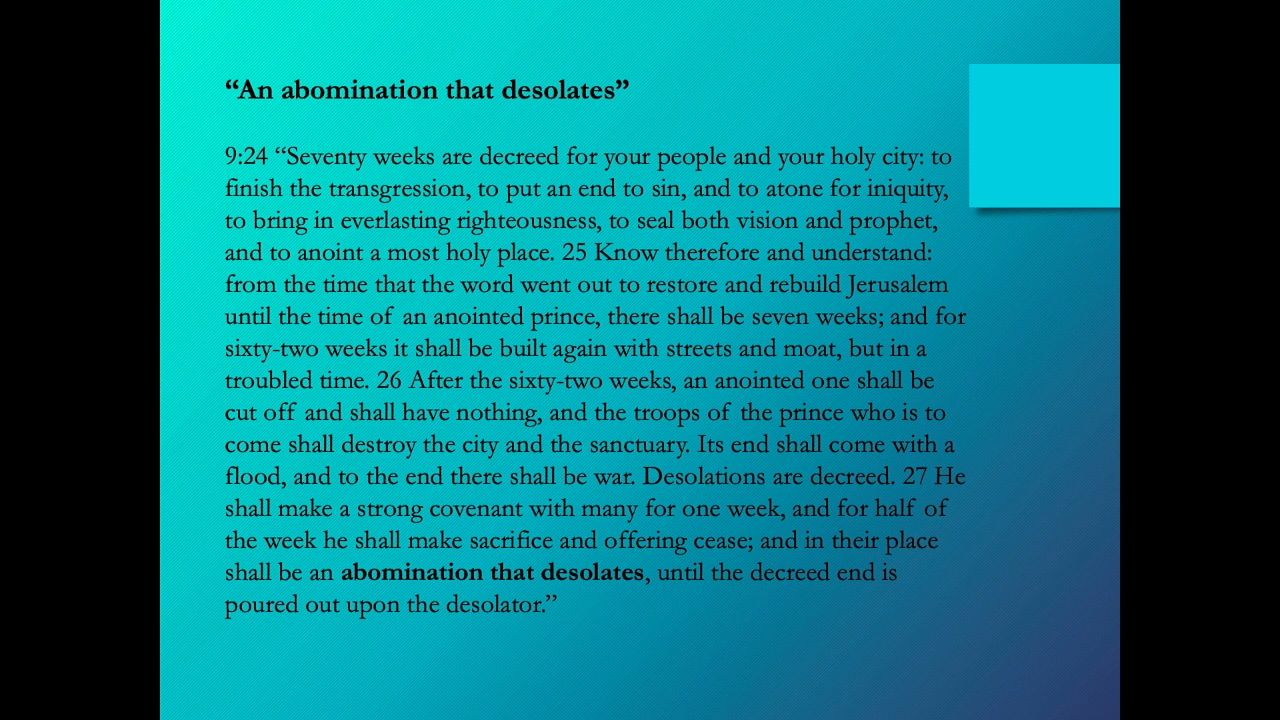 “An abomination that desolates”
9:24 “Seventy weeks are decreed for your people and your holy city: to
finish the transgression, to put an end to sin, and to atone for iniquity,
to bring in everlasting righteousness, to seal both vision and prophet,
and to anoint a most holy place. 25 Know therefore and understand:
from the time that the word went out to restore and rebuild Jerusalem
until the time of an anointed prince, there shall be seven weeks; and for
sixty-two weeks it shall be built again with streets and moat, but in a
troubled time. 26 After the sixty-two weeks, an anointed one shall be
cut off and shall have nothing, and the troops of the prince who is to
come shall destroy the city and the sanctuary. Its end shall come with a
flood, and to the end there shall be war. Desolations are decreed. 27 He
shall make a strong covenant with many for one week, and for half of
the week he shall make sacrifice and offering cease; and in their place
shall be an abomination that desolates, until the decreed end is
poured out upon the desolator.”